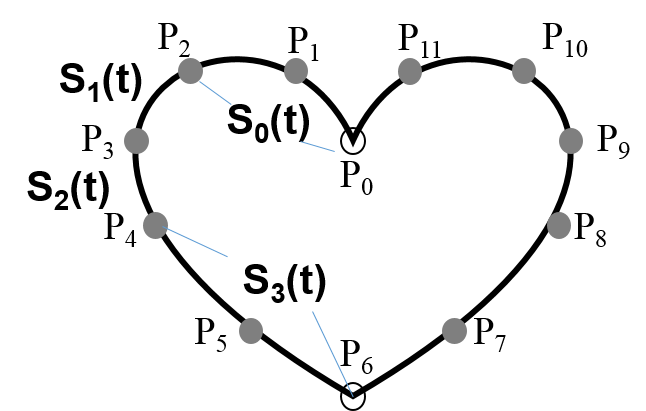 P₂
P₁
P₁₁
P₁₀
S₁(t)
S₀(t)
P₃
P₉
P₀
S₂(t)
P₄
P₈
S₃(t)
P₅
P₆
P₇